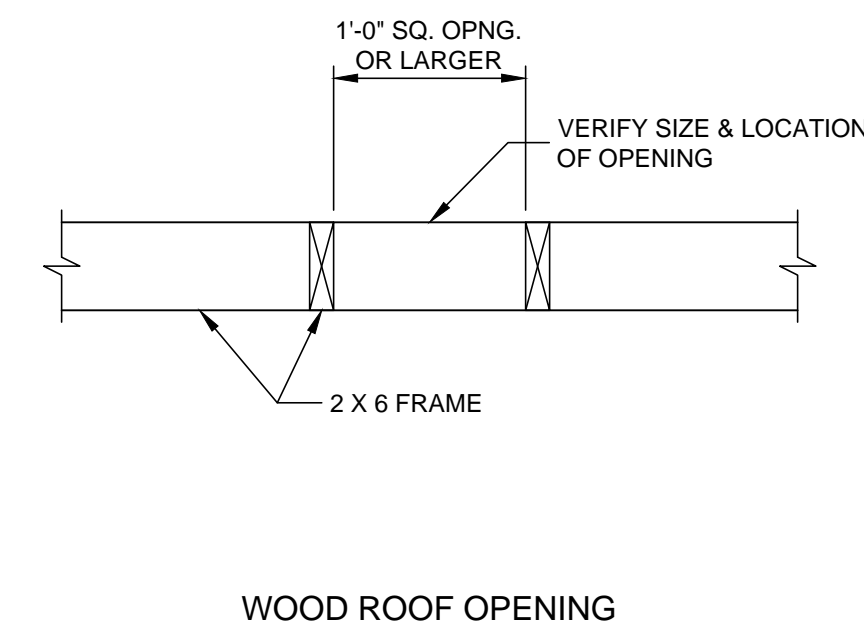 1'-0" SQ. OPNG.
OR LARGER
VERIFY SIZE & LOCATION
OF OPENING
2 X 6 FRAME
WOOD ROOF OPENING